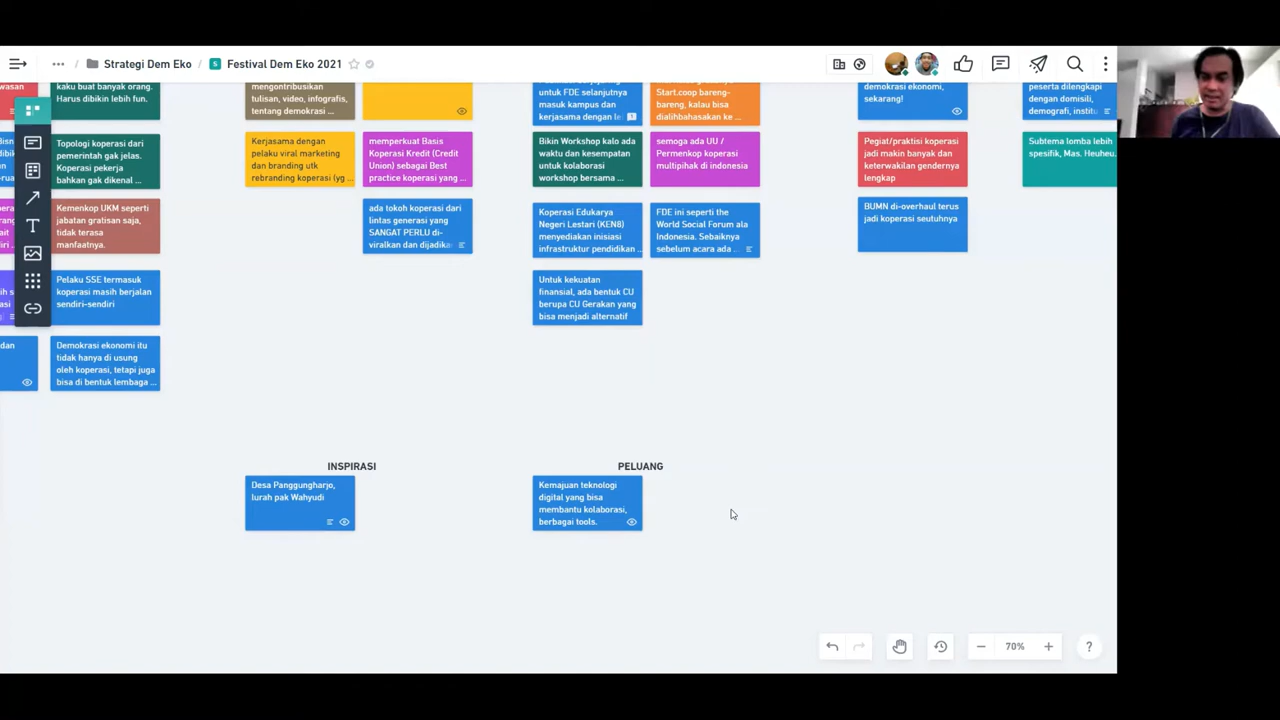 ... / Strategi Dem Eko / S Festival Dem Eko 2021
wasan
kaku buat banyak orang.
Harus dibikin lebih fun.
mengontribusikan
tulisan, video, infografis,
tentang demokrasi ...
masuk kampus dan
kerjasama dengan le
Start.coop bareng-
bareng, kalau bisa
dialihbahasakan ke ...
demokrasi ekonomi,
sekarang!
peserta dilengkapi
dengan domisili,
demografi, institu
Topologi koperasi dari
pemerintah gak jelas.
Koperasi pekerja
bahkan gak dikenal ...
Kerjasama dengan
pelaku viral marketing
dan branding utk
rebranding koperasi (yg ...
memperkuat Basis
Koperasi Kredit (Credit
Union) sebagai Best
practice koperasi yang ...
Bikin Workshop kalo ada
waktu dan kesempatan
untuk kolaborasi
workshop bersama ...
semoga ada UU /
Permenkop koperasi
multipihak di indonesia
Pegiat/praktisi koperasi
jadi makin banyak dan
keterwakilan gendernya
lengkap
Subtema lomba lebih
spesifik, Mas. Heuheu.
Kemenkop UKM seperti
jabatan gratisan saja,
tidak terasa
manfaatnya.
ada tokoh koperasi dari
lintas generasi yang
SANGAT PERLU di-
viralkan dan dijadika
Koperasi Edukarya
Negeri Lestari (KEN8)
menyediakan inisiasi
infrastruktur pendidikan ...
FDE ini seperti the
World Social Forum ala
Indonesia. Sebaiknya
sebelum acara ada ...
BUMN di-overhaul terus
jadi koperasi seutuhnya
Pelaku SSE termasuk
koperasi masih berjalan
sendiri-sendiri
Untuk kekuatan
finansial, ada bentuk CU
berupa CU Gerakan yang
bisa menjadi alternatif
dan
Demokrasi ekonomi itu
tidak hanya di usung
oleh koperasi, tetapi juga
bisa di bentuk lembaga ...
INSPIRASI
Desa Panggungharjo,
lurah pak Wahyudi
PELUANG
Kemajuan teknologi
digital yang bisa
membantu kolaborasi,
berbagai tools.
70%
?